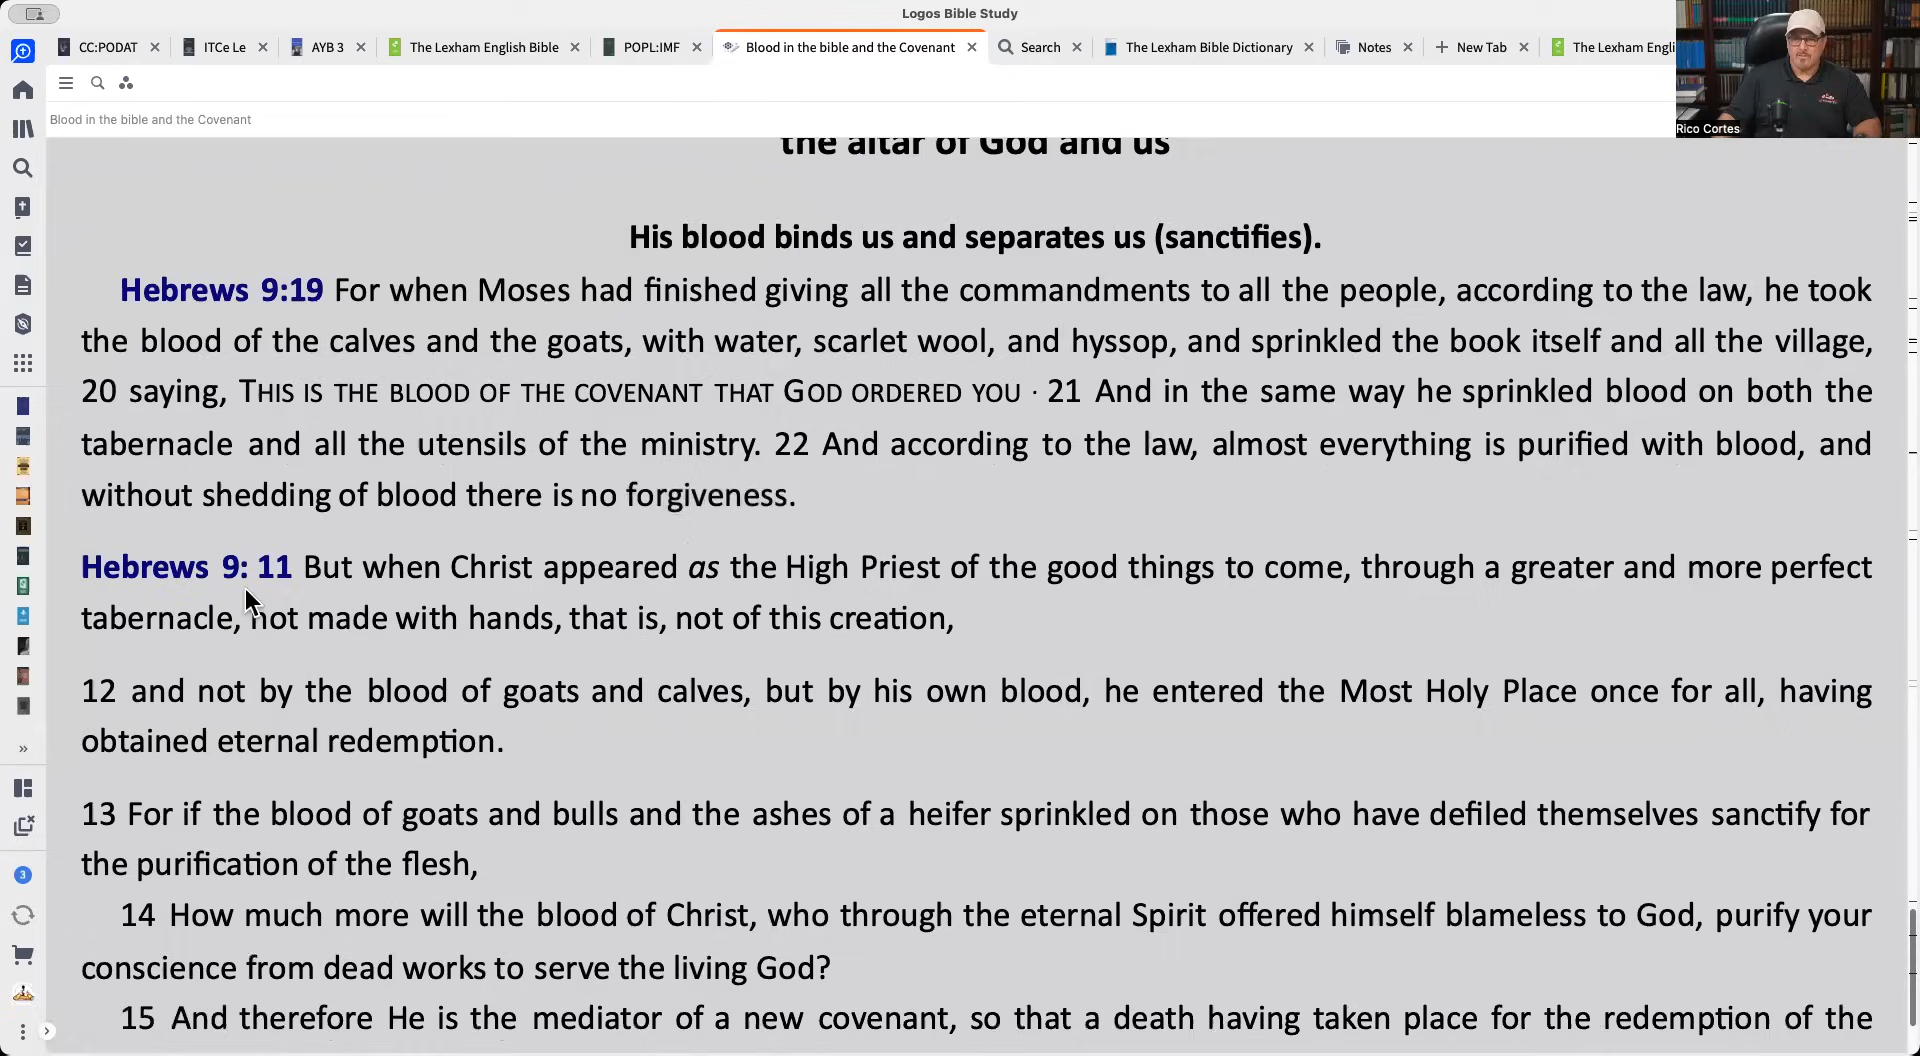 Logos Bible Study
CC:PODAT
ITCe Le
AYB 3
The Lexham English Bible
POPL:IMF
Blood in the bible and the Covenant
Search
The Lexham Bible Dictionary
Notes
New Tab
The Lexham Engli
Blood in the bible and the Covenant
Rico Cortes
the altar of God and us
His blood binds us and separates us (sanctifies).
Hebrews 9:19 For when Moses had finished giving all the commandments to all the people, according to the law, he took
the blood of the calves and the goats, with water, scarlet wool, and hyssop, and sprinkled the book itself and all the village,
20 saying, THIS IS THE BLOOD OF THE COVENANT THAT GOD ORDERED YOU · 21 And in the same way he sprinkled blood on both the
tabernacle and all the utensils of the ministry. 22 And according to the law, almost everything is purified with blood, and
without shedding of blood there is no forgiveness.
Hebrews 9: 11 But when Christ appeared as the High Priest of the good things to come, through a greater and more perfect
tabernacle, not made with hands, that is, not of this creation,
12 and not by the blood of goats and calves, but by his own blood, he entered the Most Holy Place once for all, having
obtained eternal redemption.
13 For if the blood of goats and bulls and the ashes of a heifer sprinkled on those who have defiled themselves sanctify for
the purification of the flesh,
14 How much more will the blood of Christ, who through the eternal Spirit offered himself blameless to God, purify your
conscience from dead works to serve the living God?
15 And therefore He is the mediator of a new covenant, so that a death having taken place for the redemption of the
3